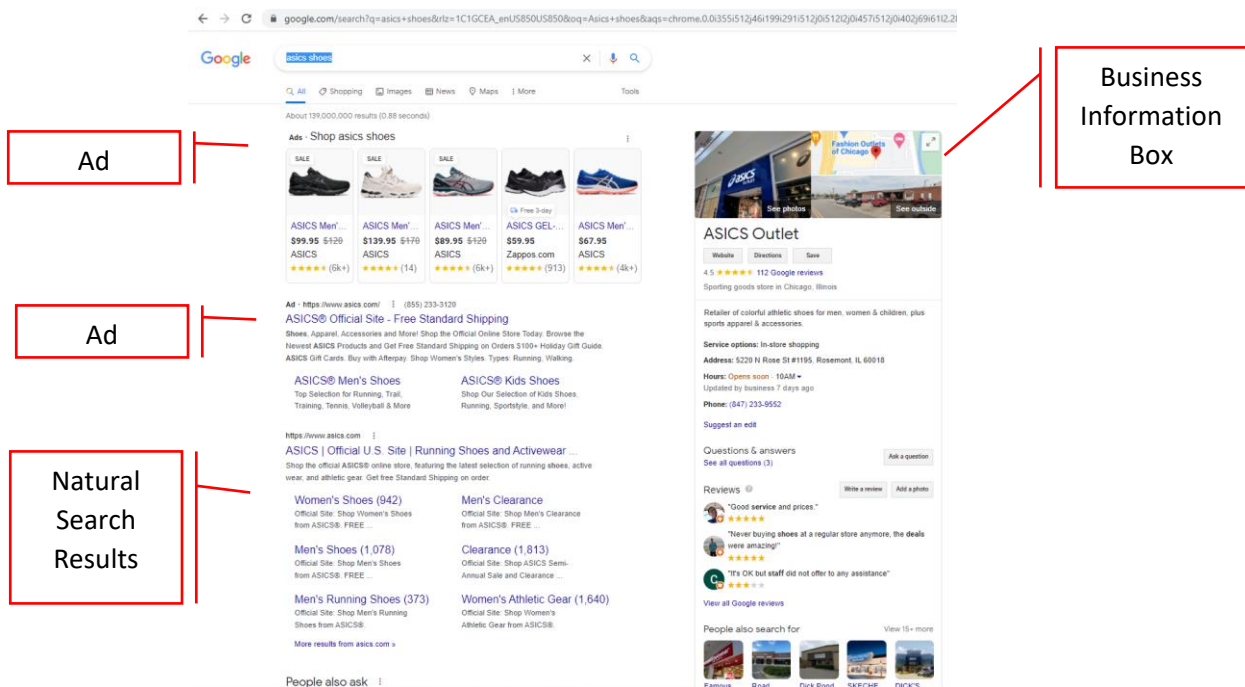 google.com/search?q=asics+shoes&rlz=1C1GCEA_enUS850US850&oq=Asics+shoes&aqs=chrome.0.0i355i512j46i199i291i512j0i512l2j0i457i512j0i402j69i61l2.2
Google
asics shoes
All Shopping Images News Maps More Tools
About 139,000,000 results (0.88 seconds)
Ad
Ads · Shop asics shoes
SALE SALE SALE
Free 3-day
ASICS Men'... ASICS Men'... ASICS Men'... ASICS GEL-... ASICS Men'...
$99.95 $120 $139.95 $170 $89.95 $120 $59.95 $67.95
ASICS ASICS ASICS Zappos.com ASICS
(6k+) (14) (6k+) (913) (4k+)
Ad
Ad · https://www.asics.com/ (855) 233-3120
ASICS® Official Site - Free Standard Shipping
Shoes, Apparel, Accessories and More! Shop the Official Online Store Today. Browse the
Newest ASICS Products and Get Free Standard Shipping on Orders $100+ Holiday Gift Guide.
ASICS Gift Cards. Buy with Afterpay. Shop Women's Styles. Types: Running, Walking.
ASICS® Men's Shoes
Top Selection for Running, Trail,
Training, Tennis, Volleyball & More
ASICS® Kids Shoes
Shop Our Selection of Kids Shoes.
Running, Sportstyle, and More!
Natural
Search
Results
https://www.asics.com
ASICS | Official U.S. Site | Running Shoes and Activewear ...
Shop the official ASICS® online store, featuring the latest selection of running shoes, active
wear, and athletic gear. Get free Standard Shipping on order.
Women's Shoes (942)
Official Site: Shop Women's Shoes
from ASICS®. FREE ...
Men's Clearance
Official Site: Shop Men's Clearance
from ASICS®. FREE ...
Men's Shoes (1,078)
Official Site: Shop Men's Shoes
from ASICS®. FREE ...
Clearance (1,813)
Official Site: Shop ASICS Semi-
Annual Sale and Clearance ...
Men's Running Shoes (373)
Official Site: Shop Men's Running
Shoes from ASICS®.
Women's Athletic Gear (1,640)
Official Site: Shop Women's
Athletic Gear from ASICS®.
More results from asics.com »
People also ask
Business
Information
Box
asics
OUTLET
Fashion Outlets
of Chicago
See photos
See outside
ASICS Outlet
Website Directions Save
4.5 112 Google reviews
Sporting goods store in Chicago, Illinois
Retailer of colorful athletic shoes for men, women & children, plus
sports apparel & accessories.
Service options: In-store shopping
Address: 5220 N Rose St #1195, Rosemont, IL 60018
Hours: Opens soon · 10AM
Updated by business 7 days ago
Phone: (847) 233-9552
Suggest an edit
Questions & answers
See all questions (3)
Ask a question
Reviews
Write a review Add a photo
"Good service and prices."
"Never buying shoes at a regular store anymore, the deals
were amazing!"
C
"It's OK but staff did not offer to any assistance"
View all Google reviews
People also search for View 15+ more
Famous Road Dick Pond SKECHE DICK'S